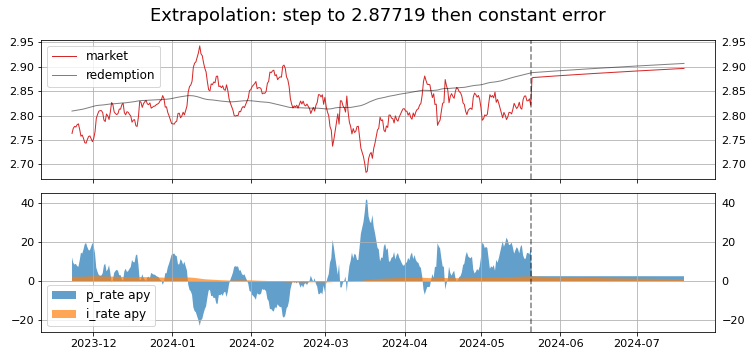 Extrapolation: step to 2.87719 then constant error
2.95 2.95
2.90 2.90
2.85 2.85
2.80 2.80
2.75 2.75
2.70 2.70
market
redemption
40 40
20 20
0 0
−20 −20
p_rate apy
i_rate apy
2023-12 2024-01 2024-02 2024-03 2024-04 2024-05 2024-06 2024-07